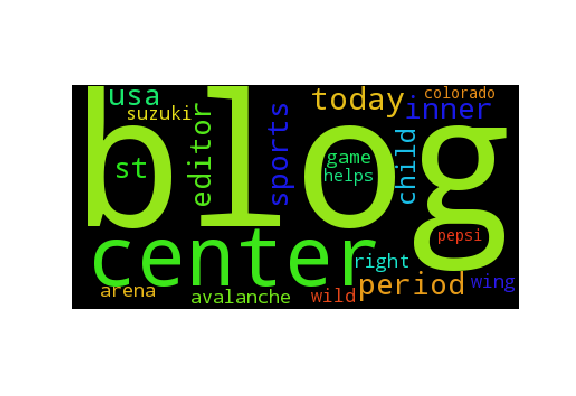 blog
usa
suzuki
st
editor
sports
today
colorado
inner
child
game
helps
center
pepsi
right
period
wing
arena
avalanche
wild